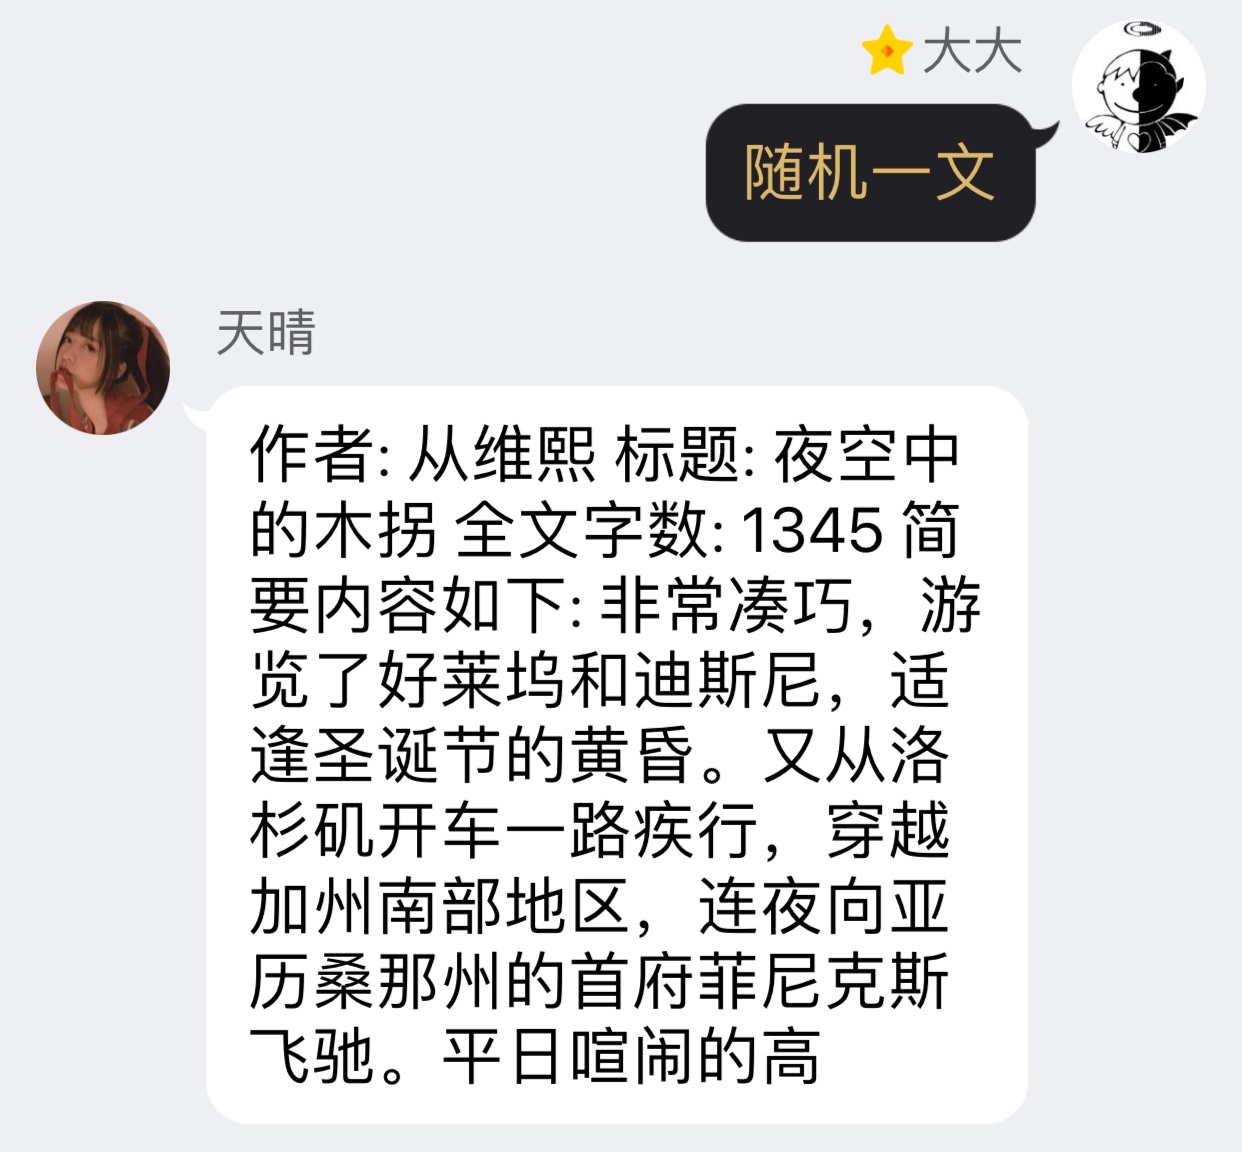 大大
随机一文
天晴
作者: 从维熙 标题: 夜空中
的木拐 全文字数: 1345 简
要内容如下: 非常凑巧，游
览了好莱坞和迪斯尼，适
逢圣诞节的黄昏。又从洛
杉矶开车一路疾行，穿越
加州南部地区，连夜向亚
历桑那州的首府菲尼克斯
飞驰。平日喧闹的高